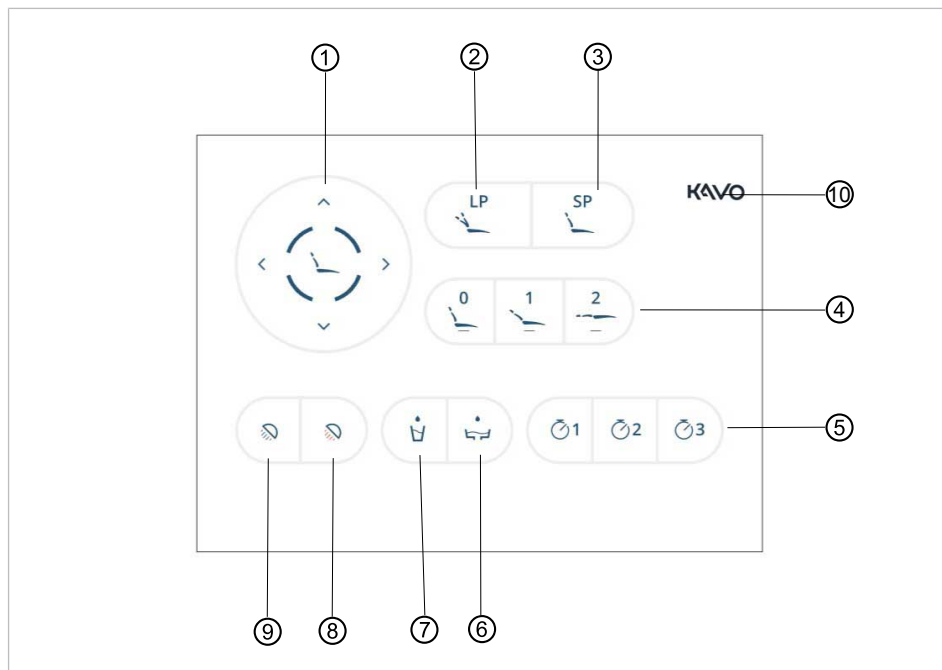 ① ② ③
LP SP
KAVO ⑩
0 1 2 ④
1 2 3 ⑤
⑨ ⑧ ⑦ ⑥